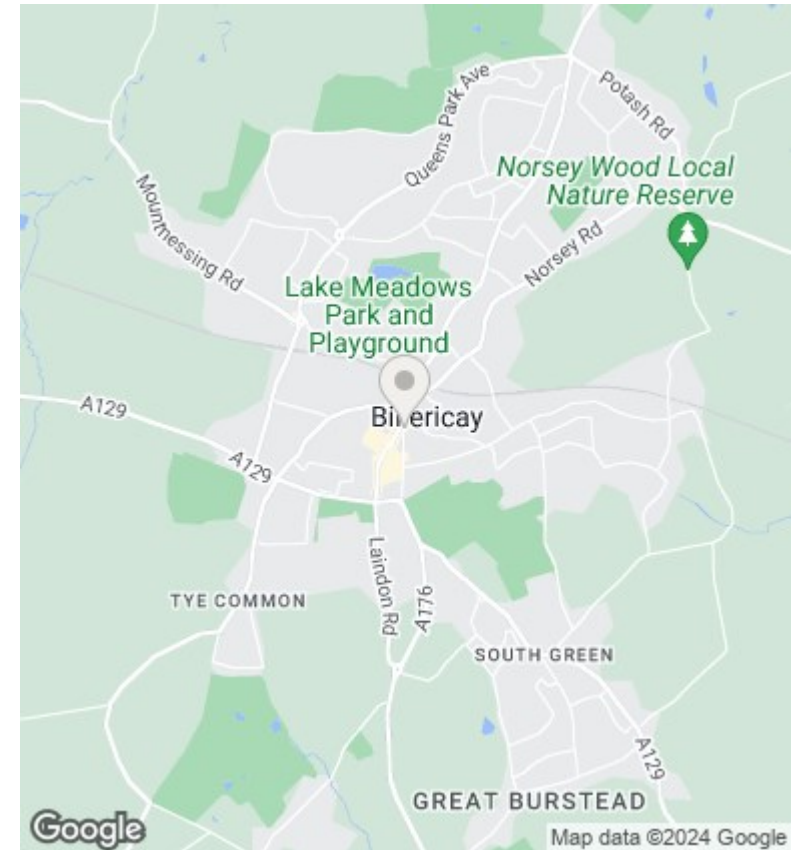 Queens Park Ave
Potash Rd
Norsey Wood Local
Nature Reserve
Mountnessing Rd
Norsey Rd
Lake Meadows
Park and
Playground
A129
Billericay
A129
Laindon Rd
A176
TYE COMMON
SOUTH GREEN
A129
GREAT BURSTEAD
Google
Map data ©2024 Google